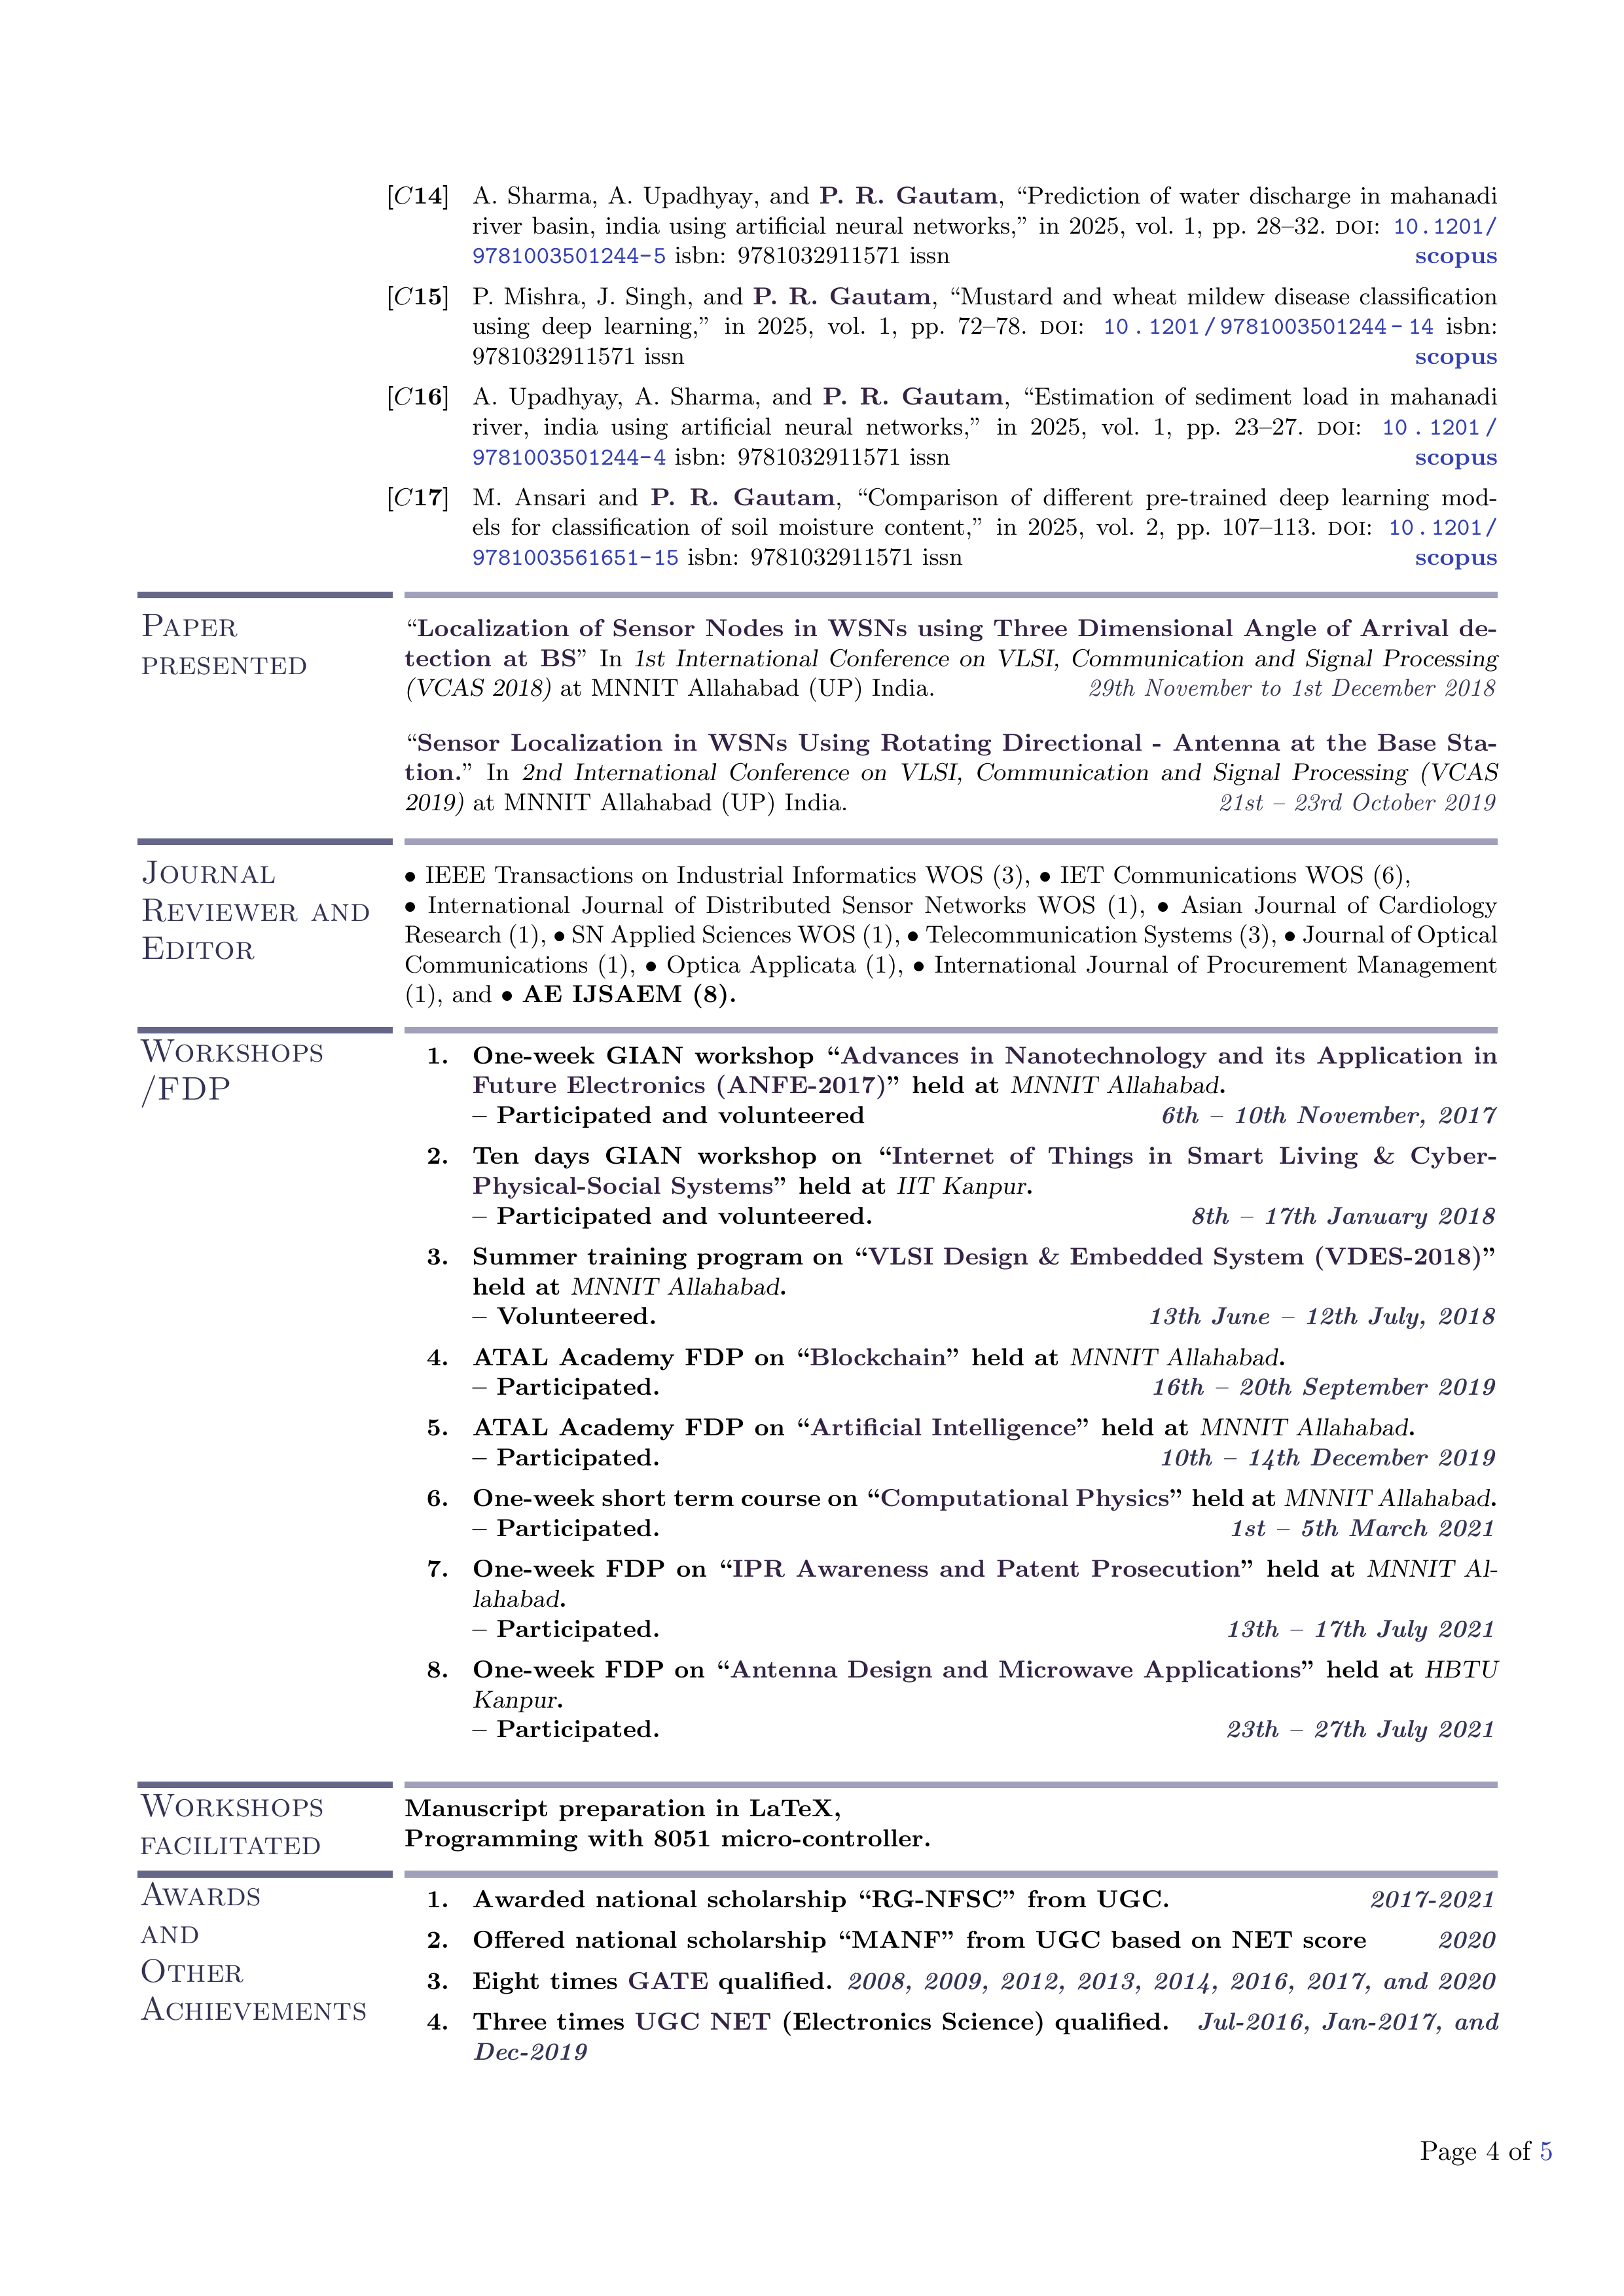 [C14] A. Sharma, A. Upadhyay, and P. R. Gautam, “Prediction of water discharge in mahanadi
river basin, india using artificial neural networks,” in 2025, vol. 1, pp. 28–32. DOI: 10.1201/
9781003501244-5 isbn: 9781032911571 issn scopus
[C15] P. Mishra, J. Singh, and P. R. Gautam, “Mustard and wheat mildew disease classification
using deep learning,” in 2025, vol. 1, pp. 72–78. DOI: 10.1201/9781003501244-14 isbn:
9781032911571 issn scopus
[C16] A. Upadhyay, A. Sharma, and P. R. Gautam, “Estimation of sediment load in mahanadi
river, india using artificial neural networks,” in 2025, vol. 1, pp. 23–27. DOI: 10.1201/
9781003501244-4 isbn: 9781032911571 issn scopus
[C17] M. Ansari and P. R. Gautam, “Comparison of different pre-trained deep learning mod-
els for classification of soil moisture content,” in 2025, vol. 2, pp. 107–113. DOI: 10.1201/
9781003561651-15 isbn: 9781032911571 issn scopus
Paper
presented
“Localization of Sensor Nodes in WSNs using Three Dimensional Angle of Arrival de-
tection at BS” In 1st International Conference on VLSI, Communication and Signal Processing
(VCAS 2018) at MNNIT Allahabad (UP) India. 29th November to 1st December 2018
“Sensor Localization in WSNs Using Rotating Directional - Antenna at the Base Sta-
tion.” In 2nd International Conference on VLSI, Communication and Signal Processing (VCAS
2019) at MNNIT Allahabad (UP) India. 21st – 23rd October 2019
Journal
Reviewer and
Editor
• IEEE Transactions on Industrial Informatics WOS (3), • IET Communications WOS (6),
• International Journal of Distributed Sensor Networks WOS (1), • Asian Journal of Cardiology
Research (1), • SN Applied Sciences WOS (1), • Telecommunication Systems (3), • Journal of Optical
Communications (1), • Optica Applicata (1), • International Journal of Procurement Management
(1), and • AE IJSAEM (8).
Workshops
/FDP
1. One-week GIAN workshop “Advances in Nanotechnology and its Application in
Future Electronics (ANFE-2017)” held at MNNIT Allahabad.
– Participated and volunteered 6th – 10th November, 2017
2. Ten days GIAN workshop on “Internet of Things in Smart Living & Cyber-
Physical-Social Systems” held at IIT Kanpur.
– Participated and volunteered. 8th – 17th January 2018
3. Summer training program on “VLSI Design & Embedded System (VDES-2018)”
held at MNNIT Allahabad.
– Volunteered. 13th June – 12th July, 2018
4. ATAL Academy FDP on “Blockchain” held at MNNIT Allahabad.
– Participated. 16th – 20th September 2019
5. ATAL Academy FDP on “Artificial Intelligence” held at MNNIT Allahabad.
– Participated. 10th – 14th December 2019
6. One-week short term course on “Computational Physics” held at MNNIT Allahabad.
– Participated. 1st – 5th March 2021
7. One-week FDP on “IPR Awareness and Patent Prosecution” held at MNNIT Al-
lahabad.
– Participated. 13th – 17th July 2021
8. One-week FDP on “Antenna Design and Microwave Applications” held at HBTU
Kanpur.
– Participated. 23th – 27th July 2021
Workshops
facilitated
Manuscript preparation in LaTeX,
Programming with 8051 micro-controller.
Awards
and
Other
Achievements
1. Awarded national scholarship “RG-NFSC” from UGC. 2017-2021
2. Offered national scholarship “MANF” from UGC based on NET score 2020
3. Eight times GATE qualified. 2008, 2009, 2012, 2013, 2014, 2016, 2017, and 2020
4. Three times UGC NET (Electronics Science) qualified. Jul-2016, Jan-2017, and
Dec-2019
Page 4 of 5